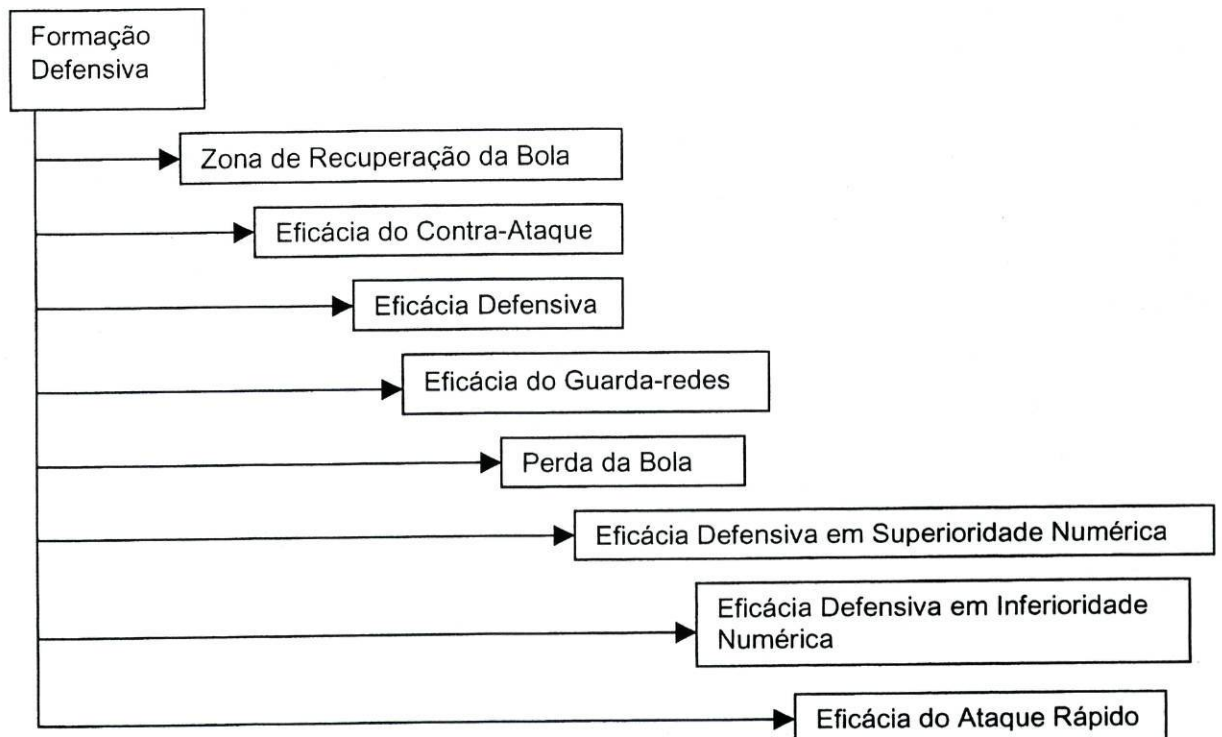 Formação
Defensiva
Zona de Recuperação da Bola
Eficácia do Contra-Ataque
Eficácia Defensiva
Eficácia do Guarda-redes
Perda da Bola
Eficácia Defensiva em Superioridade Numérica
Eficácia Defensiva em Inferioridade
Numérica
Eficácia do Ataque Rápido